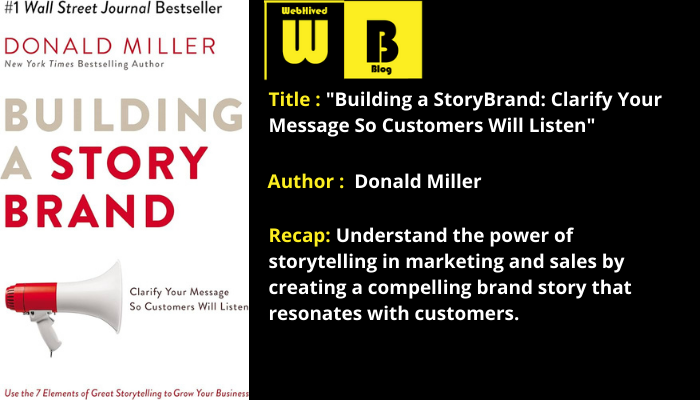 #1 Wall Street Journal Bestseller
DONALD MILLER
New York Times Bestselling Author
BUILDING
A STORY
BRAND
Clarify Your Message
So Customers Will Listen
Use the 7 Elements of Great Storytelling to Grow Your Business
WebHived
W B
Blog
Title : "Building a StoryBrand: Clarify Your
Message So Customers Will Listen"
Author : Donald Miller
Recap: Understand the power of
storytelling in marketing and sales by
creating a compelling brand story that
resonates with customers.